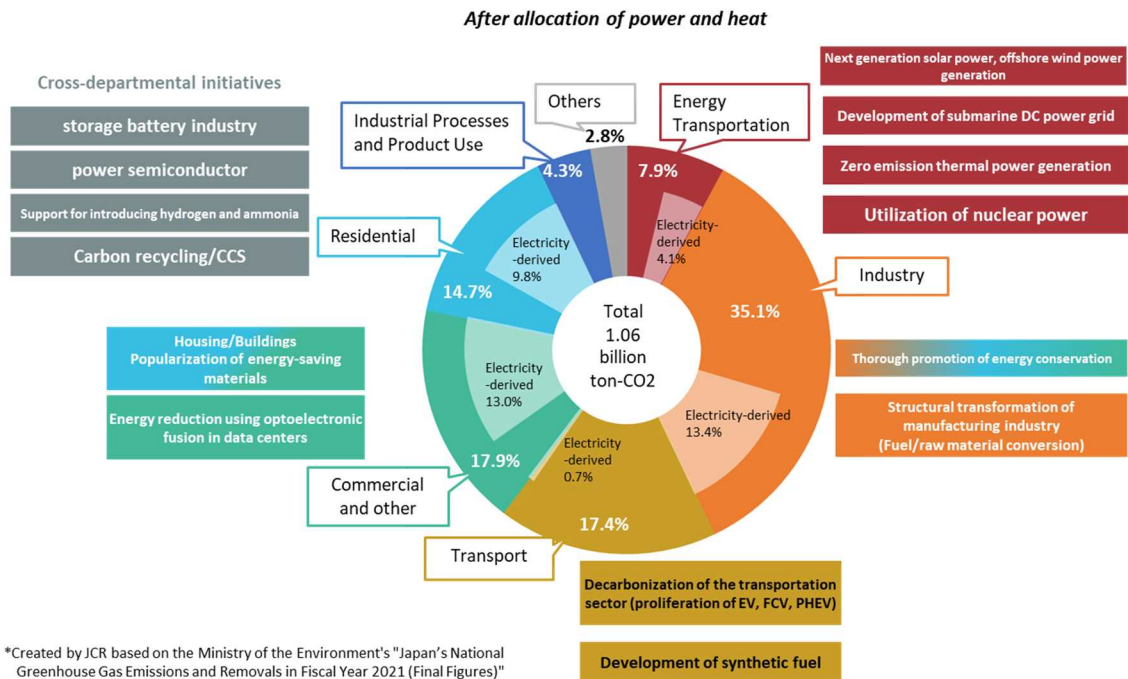 After allocation of power and heat
Cross-departmental initiatives
storage battery industry
power semiconductor
Support for introducing hydrogen and ammonia
Carbon recycling/CCS
Industrial Processes
and Product Use
4.3%
Others
2.8%
Energy
Transportation
7.9%
Electricity-
derived
4.1%
Next generation solar power, offshore wind power
generation
Development of submarine DC power grid
Zero emission thermal power generation
Utilization of nuclear power
Residential
14.7%
Electricity
-derived
9.8%
Total
1.06
billion
ton-CO2
Industry
35.1%
Electricity-derived
13.4%
Housing/Buildings
Popularization of energy-saving
materials
Energy reduction using optoelectronic
fusion in data centers
Electricity
-derived
13.0%
17.9%
Commercial
and other
Thorough promotion of energy conservation
Structural transformation of
manufacturing industry
(Fuel/raw material conversion)
Electricity
-derived
0.7%
17.4%
Transport
Decarbonization of the transportation
sector (proliferation of EV, FCV, PHEV)
Development of synthetic fuel
*Created by JCR based on the Ministry of the Environment's "Japan's National
Greenhouse Gas Emissions and Removals in Fiscal Year 2021 (Final Figures)"